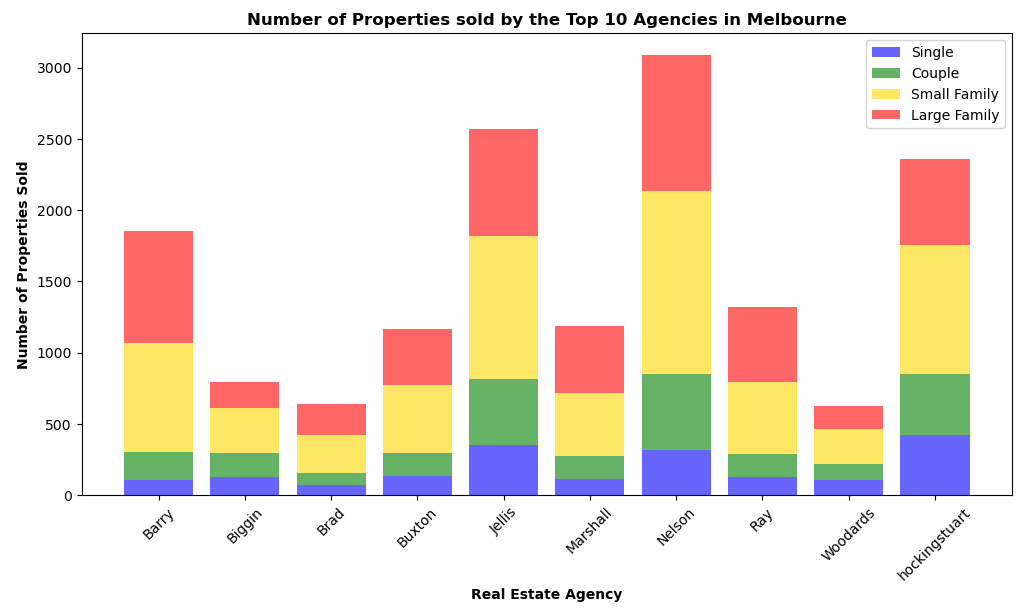 Number of Properties sold by the Top 10 Agencies in Melbourne
Single
Couple
Small Family
Large Family
Number of Properties Sold
3000
2500
2000
1500
1000
500
0
Barry
Biggin
Brad
Buxton
Jellis
Marshall
Nelson
Ray
Woodards
hockingstuart
Real Estate Agency